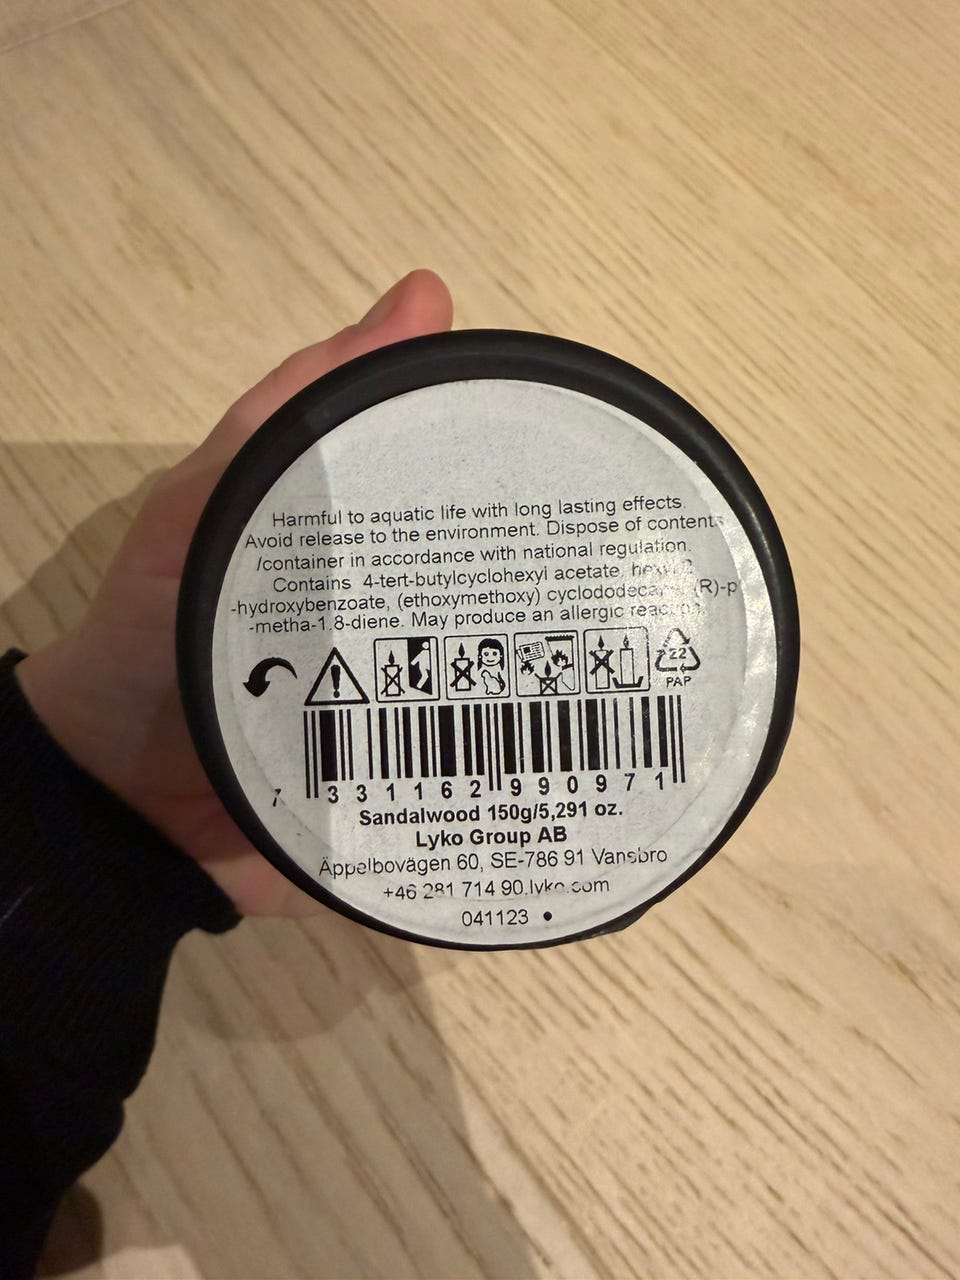 Harmful to aquatic life with long lasting effects.
Avoid release to the environment. Dispose of contents
/container in accordance with national regulation.
Contains 4-tert-butylcyclohexyl acetate,
-hydroxybenzoate, (ethoxymethoxy) (R)-p
-metha-1.8-diene. May produce an allergic reaction.
22
PAP
7 331162 990971
Sandalwood 150g/5,291 oz.
Lyko Group AB
Äppelbovägen 60, SE-786 91 Vansbro
+46 281 714 90.lyko.com
041123